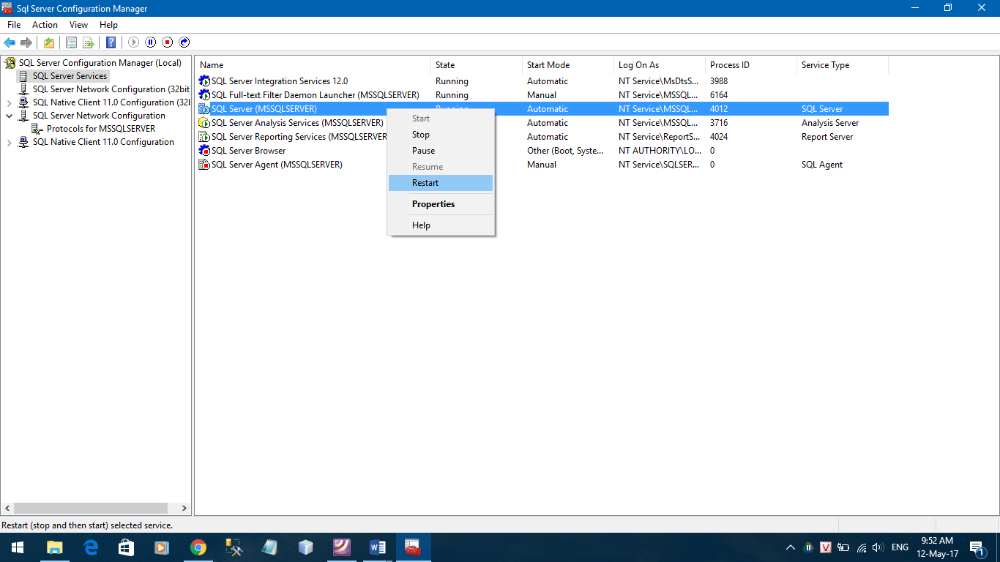 Sql Server Configuration Manager
File Action View Help
SQL Server Configuration Manager (Local)
SQL Server Services
SQL Server Network Configuration (32bit
SQL Native Client 11.0 Configuration (32l
SQL Server Network Configuration
Protocols for MSSQLSERVER
SQL Native Client 11.0 Configuration
Name State Start Mode Log On As Process ID Service Type
SQL Server Integration Services 12.0 Running Automatic NT Service\MsDtsS... 3988
SQL Full-text Filter Daemon Launcher (MSSQLSERVER) Running Manual NT Service\MSSQL... 6164
SQL Server (MSSQLSERVER) Running Automatic NT Service\MSSQL... 4012 SQL Server
SQL Server Analysis Services (MSSQLSERVER) Automatic NT Service\MSSQL... 3716 Analysis Server
SQL Server Reporting Services (MSSQLSERVER Automatic NT Service\ReportS... 4024 Report Server
SQL Server Browser Other (Boot, Syste... NT AUTHORITY\LO... 0
SQL Server Agent (MSSQLSERVER) Manual NT Service\SQLSER... 0 SQL Agent
Start
Stop
Pause
Resume
Restart
Properties
Help
Restart (stop and then start) selected service.
ENG
9:52 AM
12-May-17
1